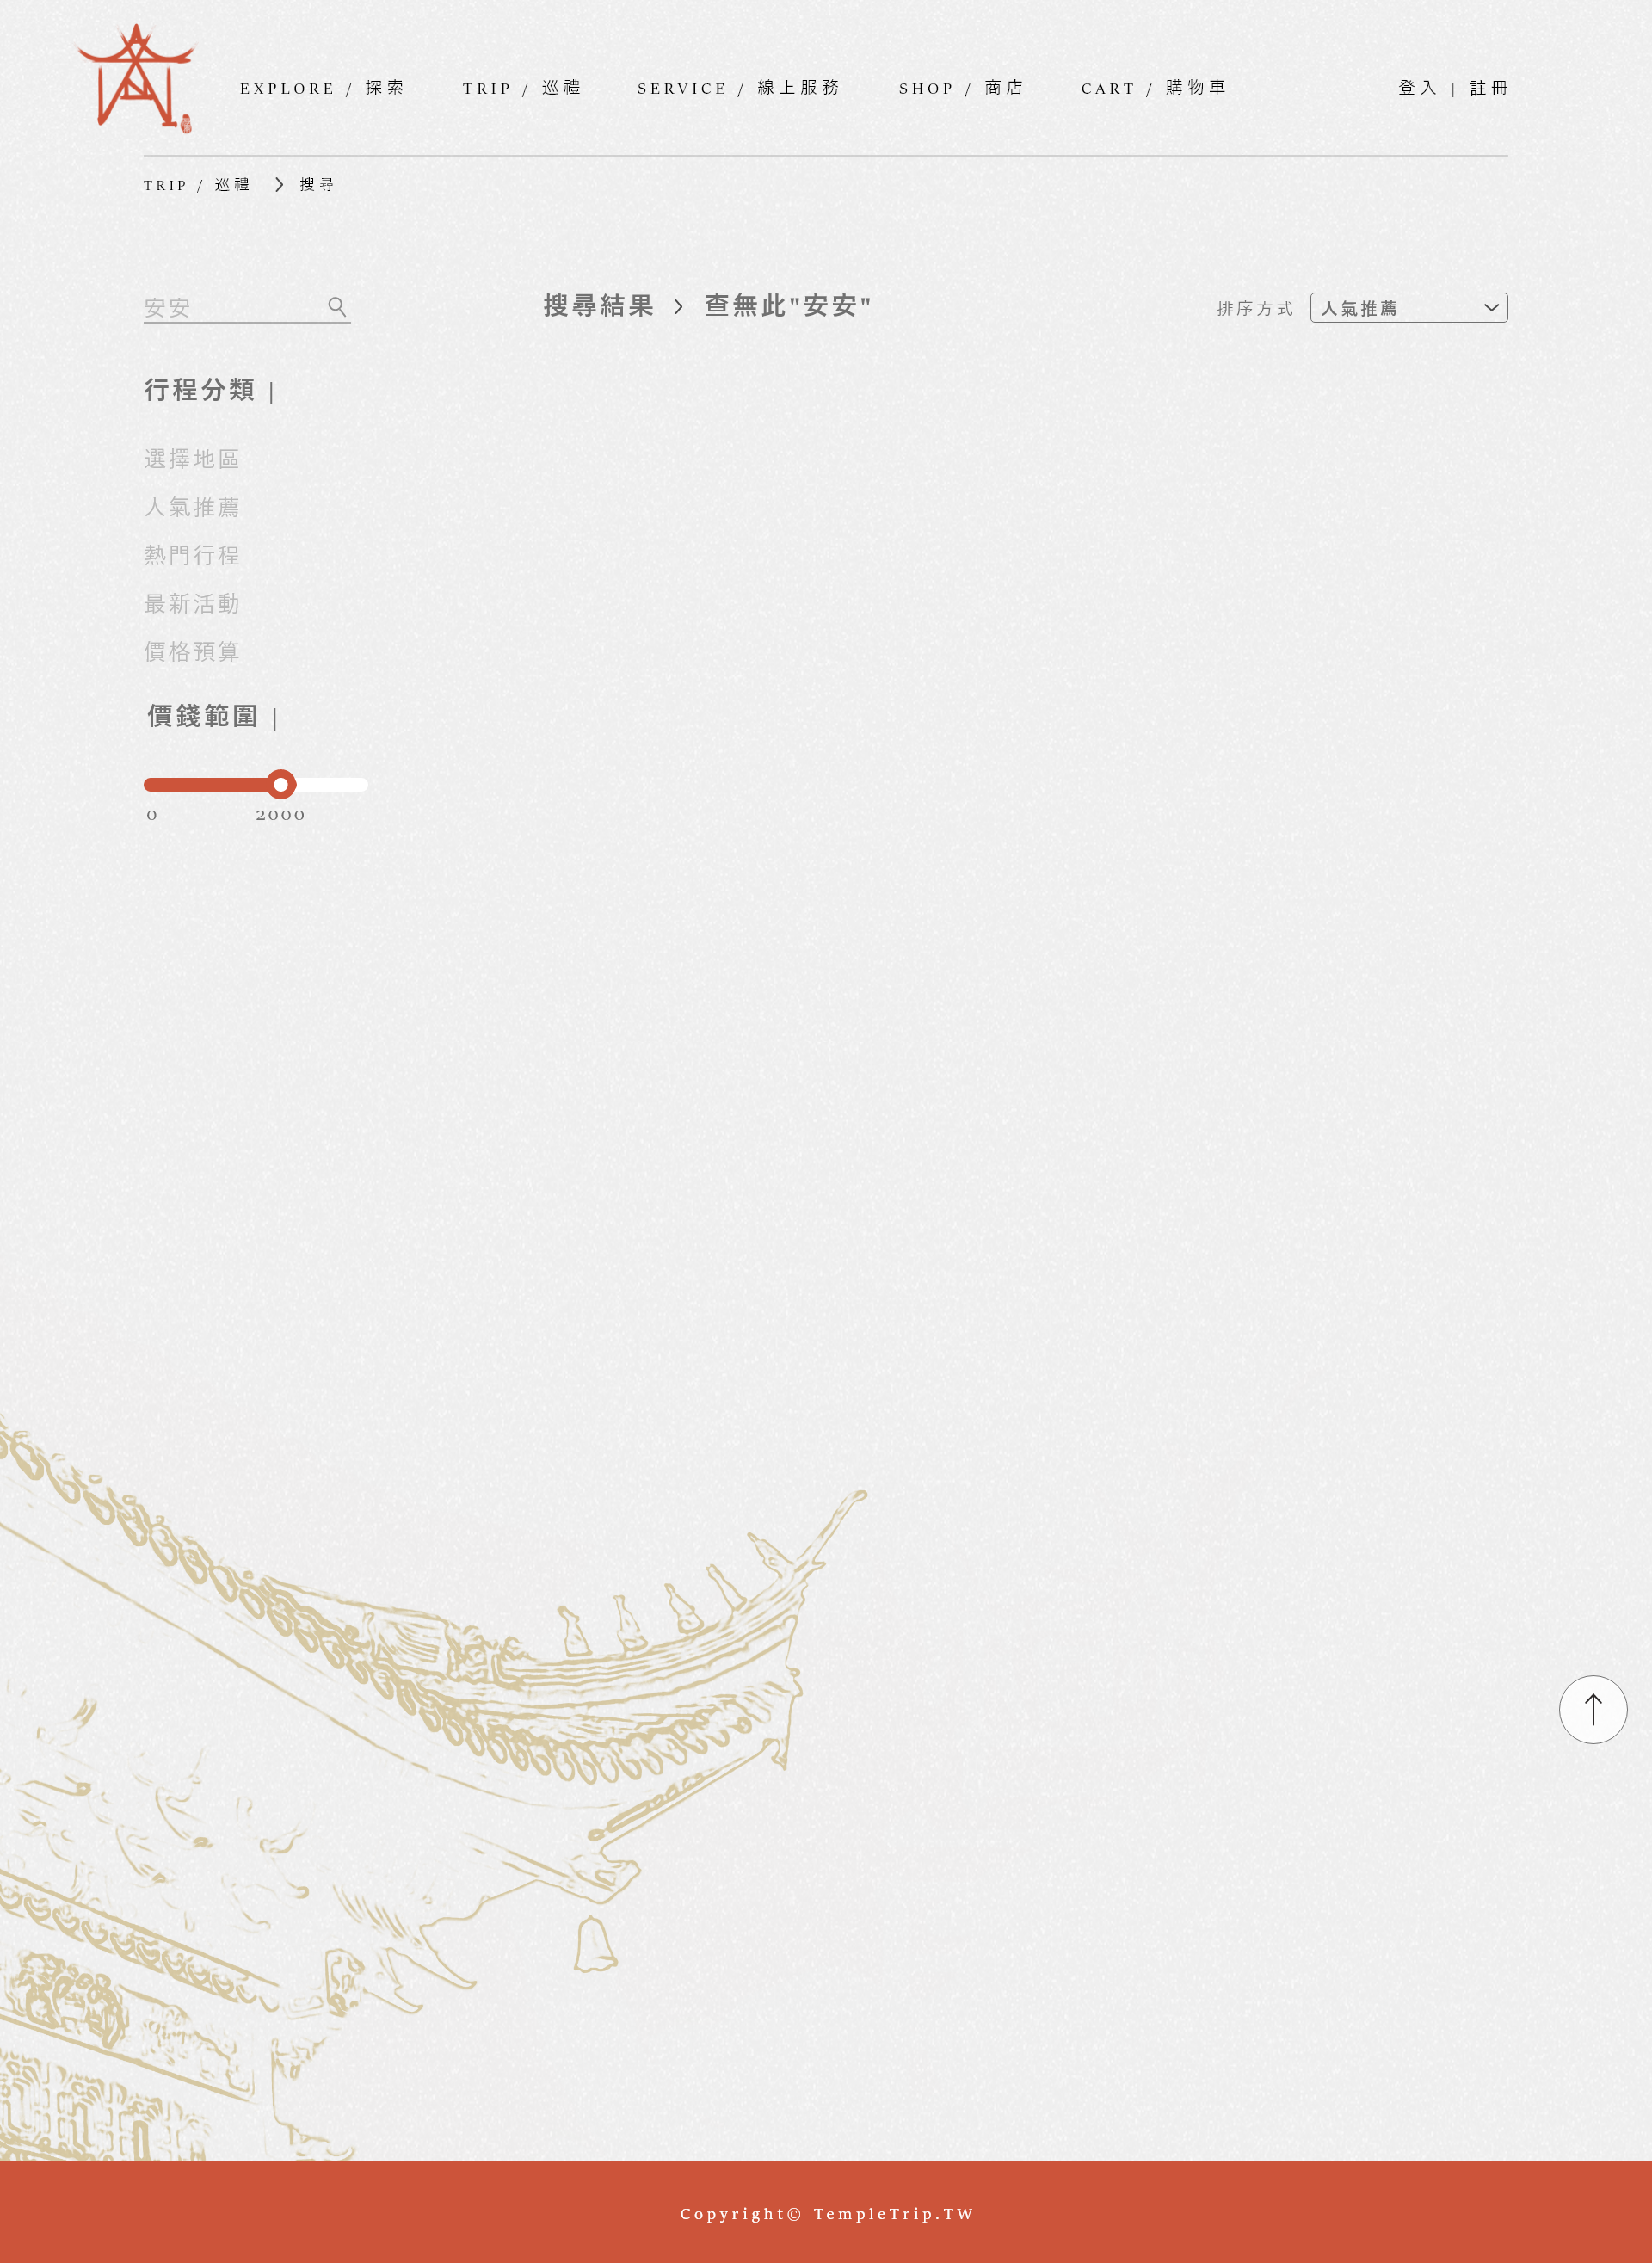 EXPLORE / 探索 TRIP / 巡禮 SERVICE / 線上服務 SHOP / 商店 CART / 購物車 登入 | 註冊
TRIP / 巡禮 > 搜尋
安安
搜尋結果 > 查無此"安安"
排序方式 人氣推薦
行程分類 |
選擇地區
人氣推薦
熱門行程
最新活動
價格預算
價錢範圍 |
0 2000
Copyright© TempleTrip.TW